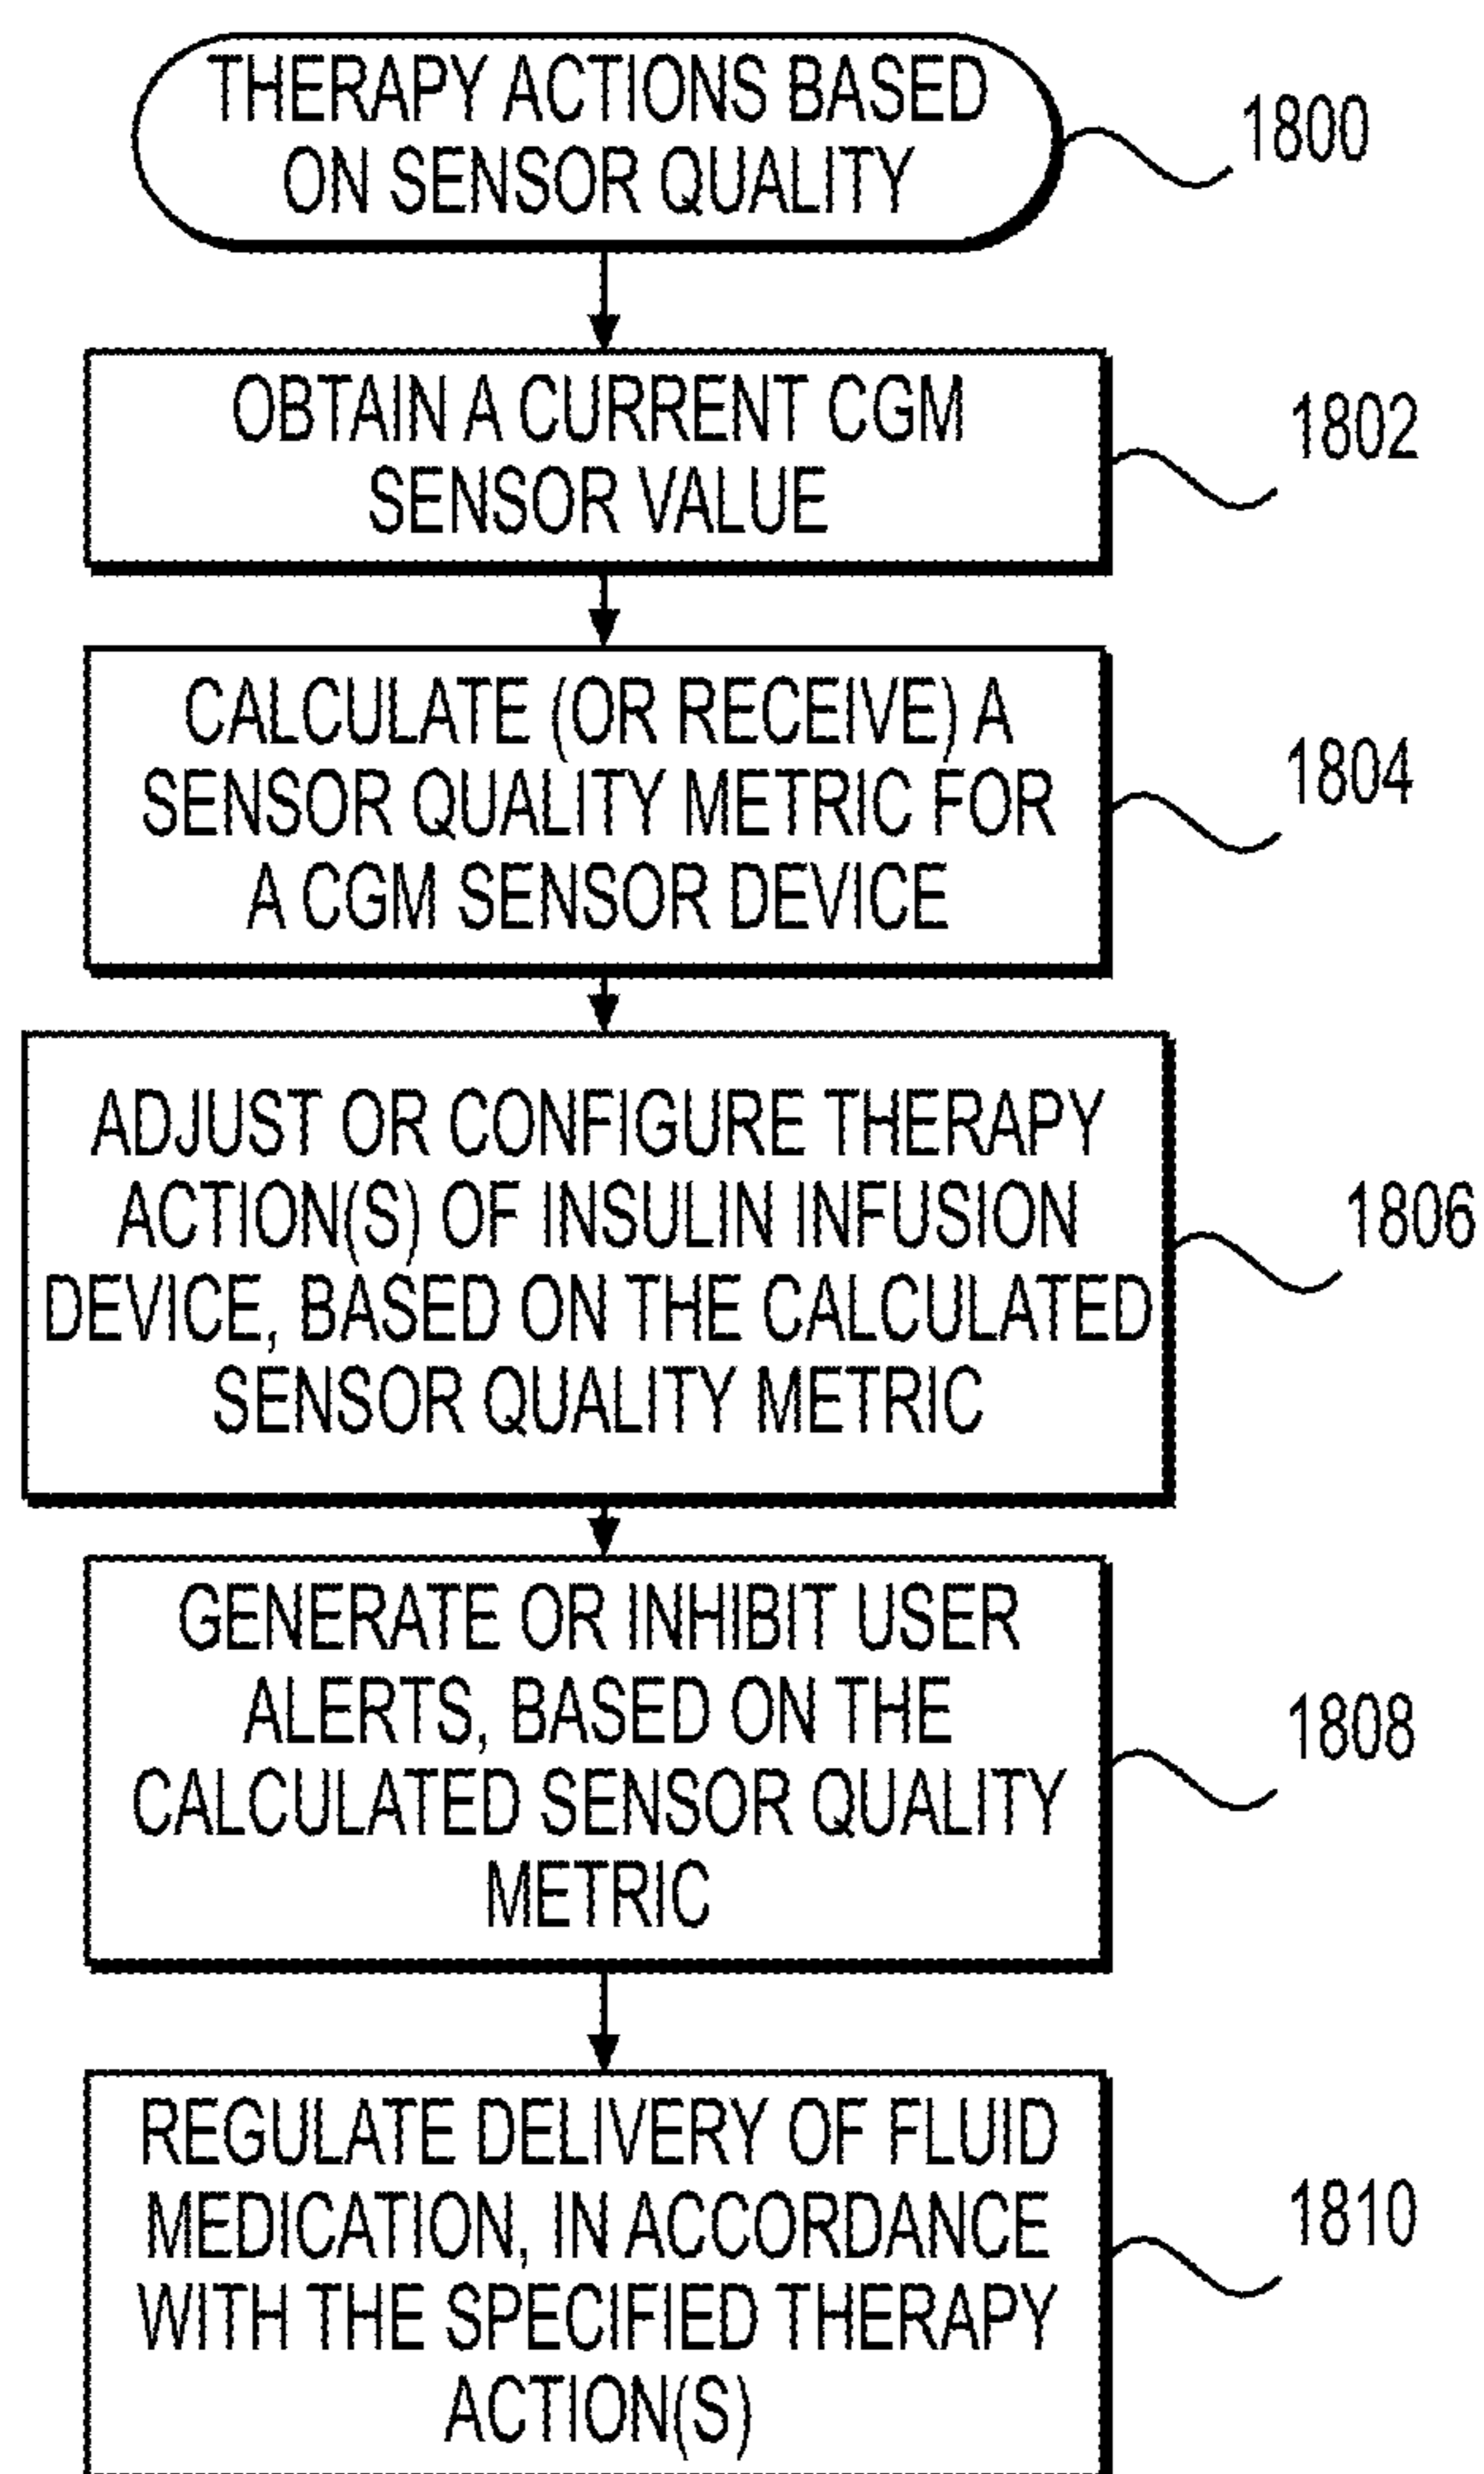 THERAPY ACTIONS BASED
ON SENSOR QUALITY
1800
OBTAIN A CURRENT CGM
SENSOR VALUE
1802
CALCULATE (OR RECEIVE) A
SENSOR QUALITY METRIC FOR
A CGM SENSOR DEVICE
1804
ADJUST OR CONFIGURE THERAPY
ACTION(S) OF INSULIN INFUSION
DEVICE, BASED ON THE CALCULATED
SENSOR QUALITY METRIC
1806
GENERATE OR INHIBIT USER
ALERTS, BASED ON THE
CALCULATED SENSOR QUALITY
METRIC
1808
REGULATE DELIVERY OF FLUID
MEDICATION, IN ACCORDANCE
WITH THE SPECIFIED THERAPY
ACTION(S)
1810